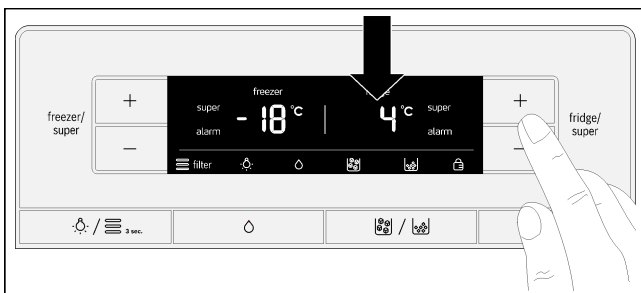 freezer
super
alarm
- 18 °C
4 °C
super
alarm
filter
freezer/
super
+
−
+
−
fridge/
super
3 sec.
/
/